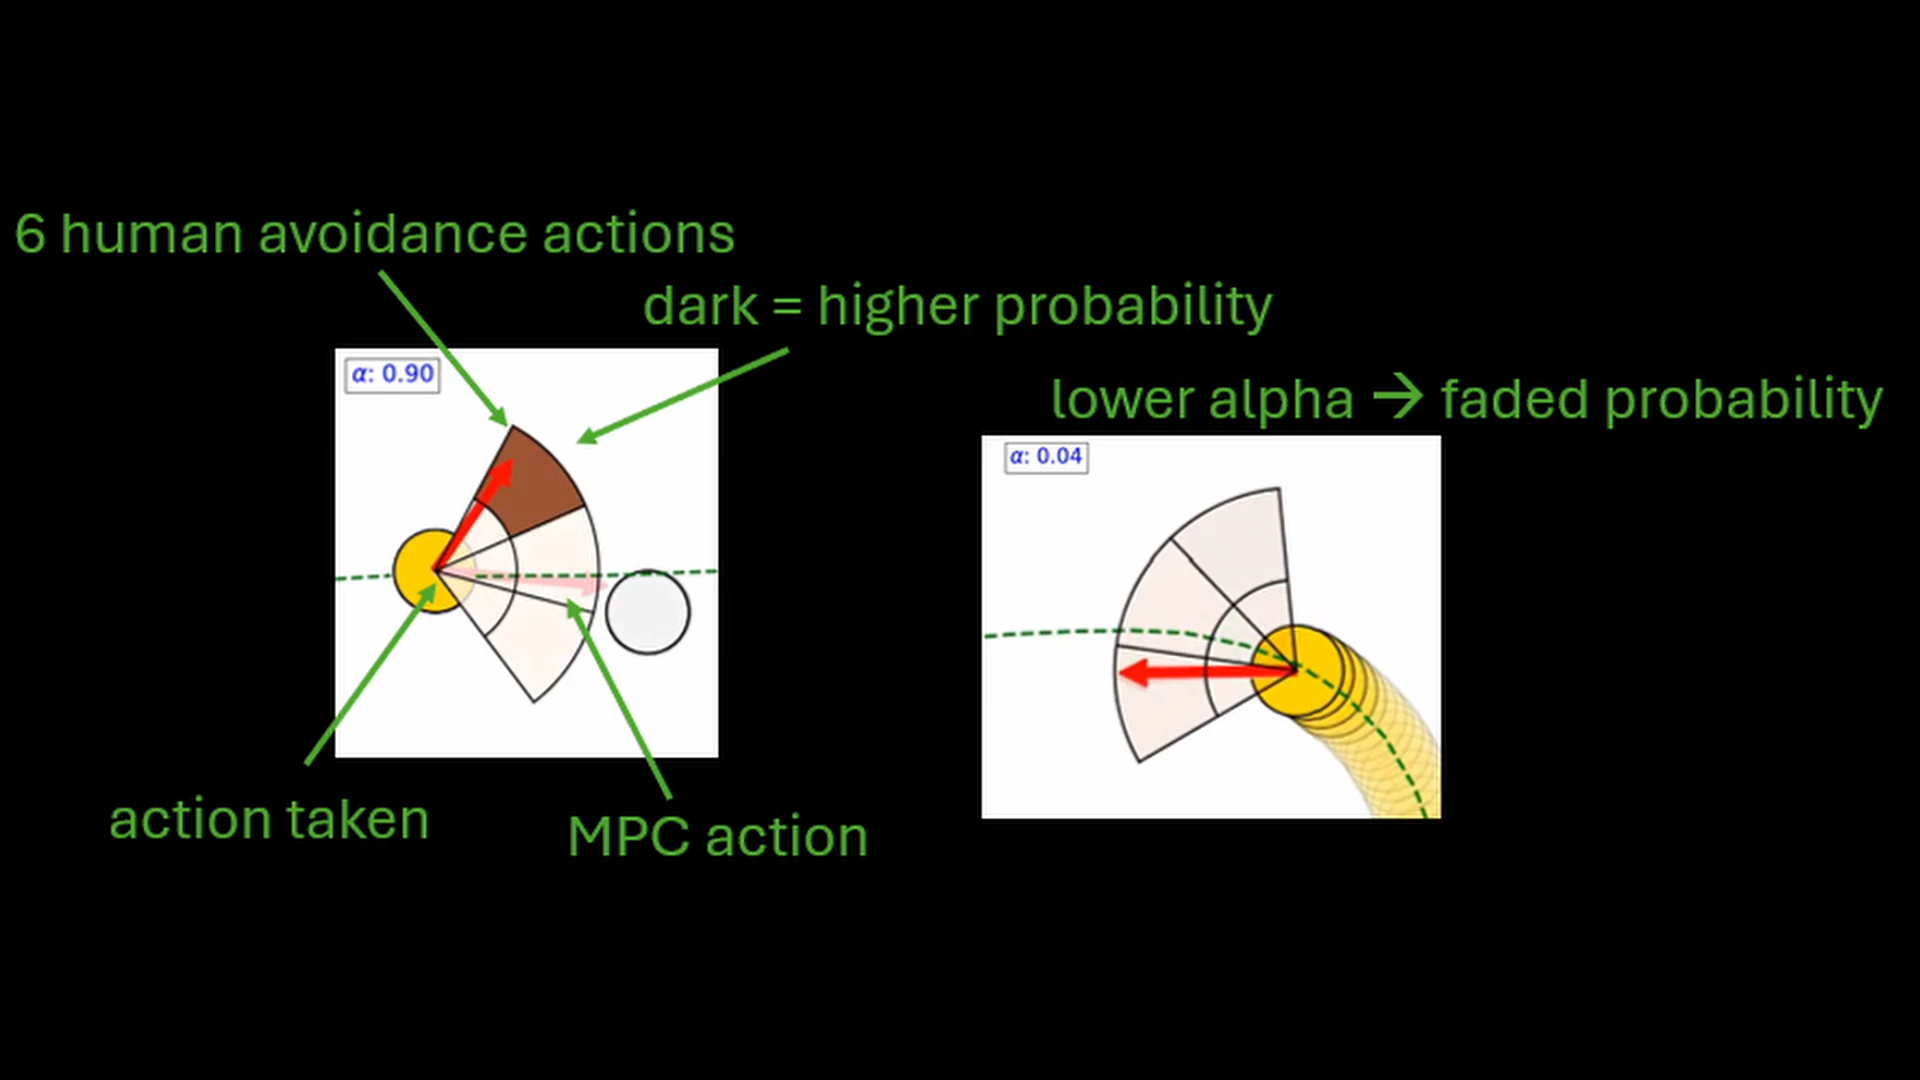 6 human avoidance actions
dark = higher probability
α: 0.90
lower alpha → faded probability
α: 0.04
action taken
MPC action